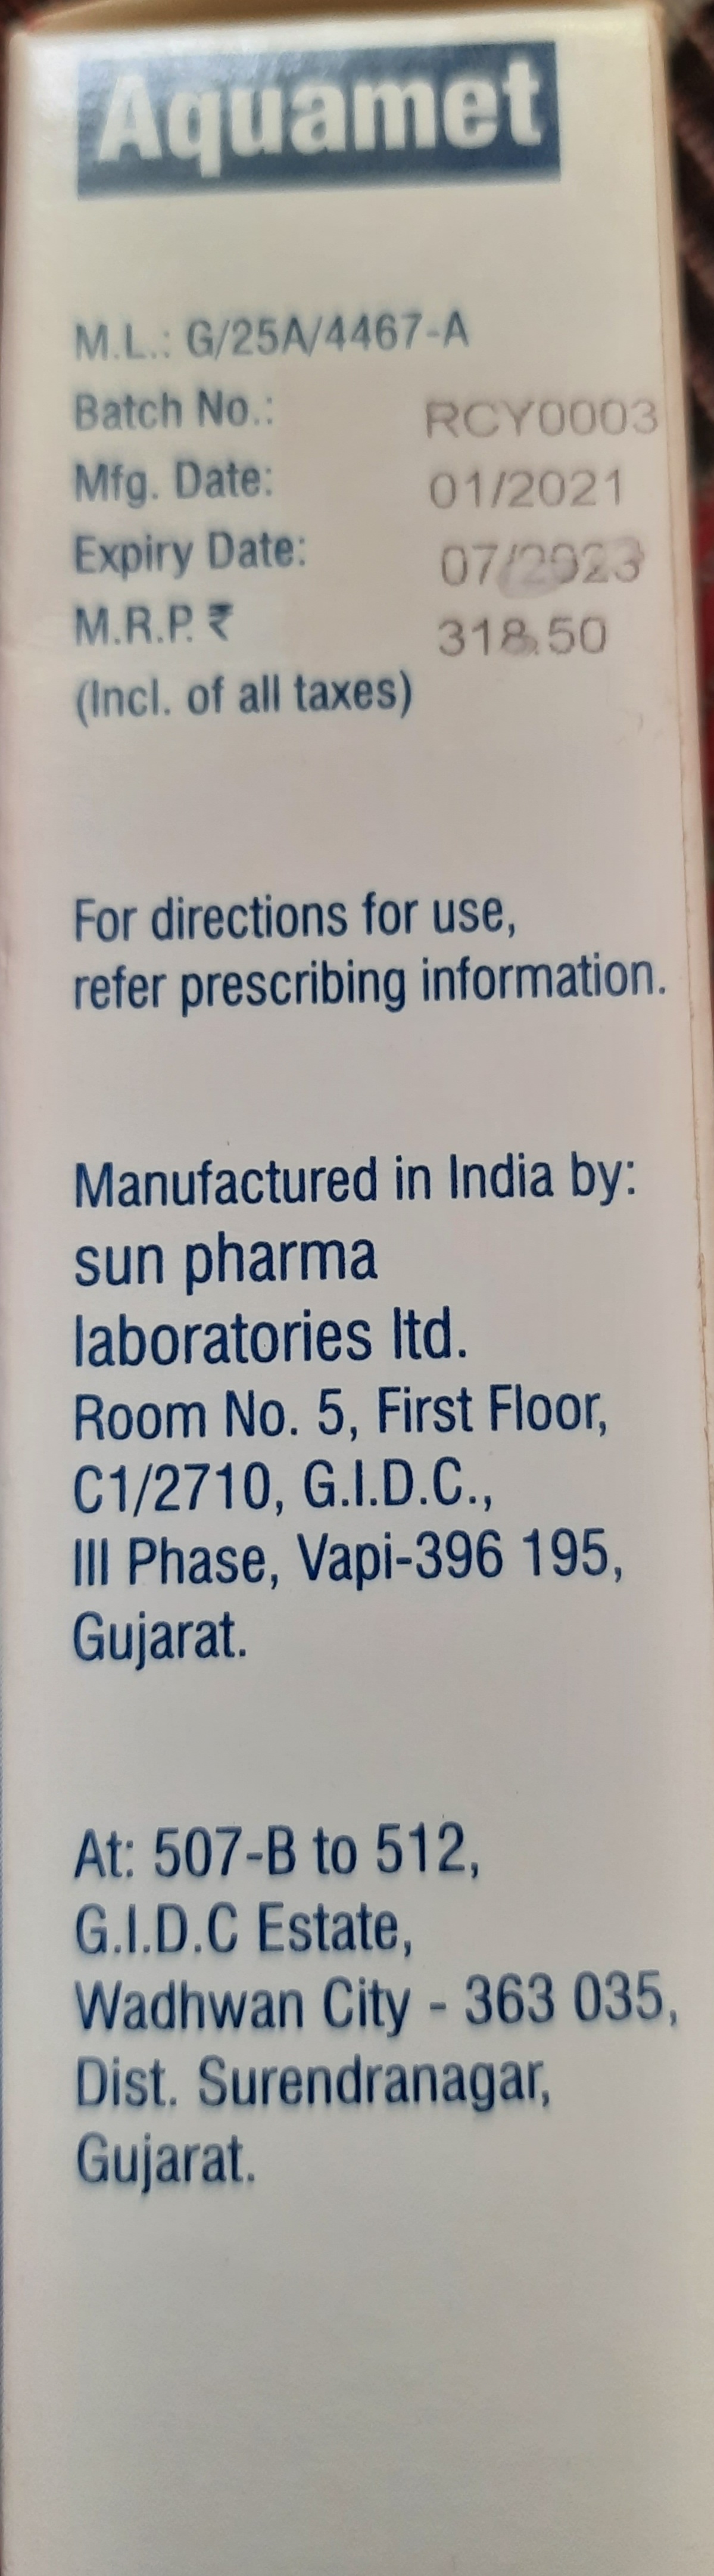 Aquamet
M.L.: G/25A/4467-A
Batch No.: RCY0003
Mfg. Date: 01/2021
Expiry Date: 07/2023
M.R.P. ₹ 318.50
(Incl. of all taxes)
For directions for use,
refer prescribing information.
Manufactured in India by:
sun pharma
laboratories ltd.
Room No. 5, First Floor,
C1/2710, G.I.D.C.,
III Phase, Vapi-396 195,
Gujarat.
At: 507-B to 512,
G.I.D.C Estate,
Wadhwan City - 363 035,
Dist. Surendranagar,
Gujarat.